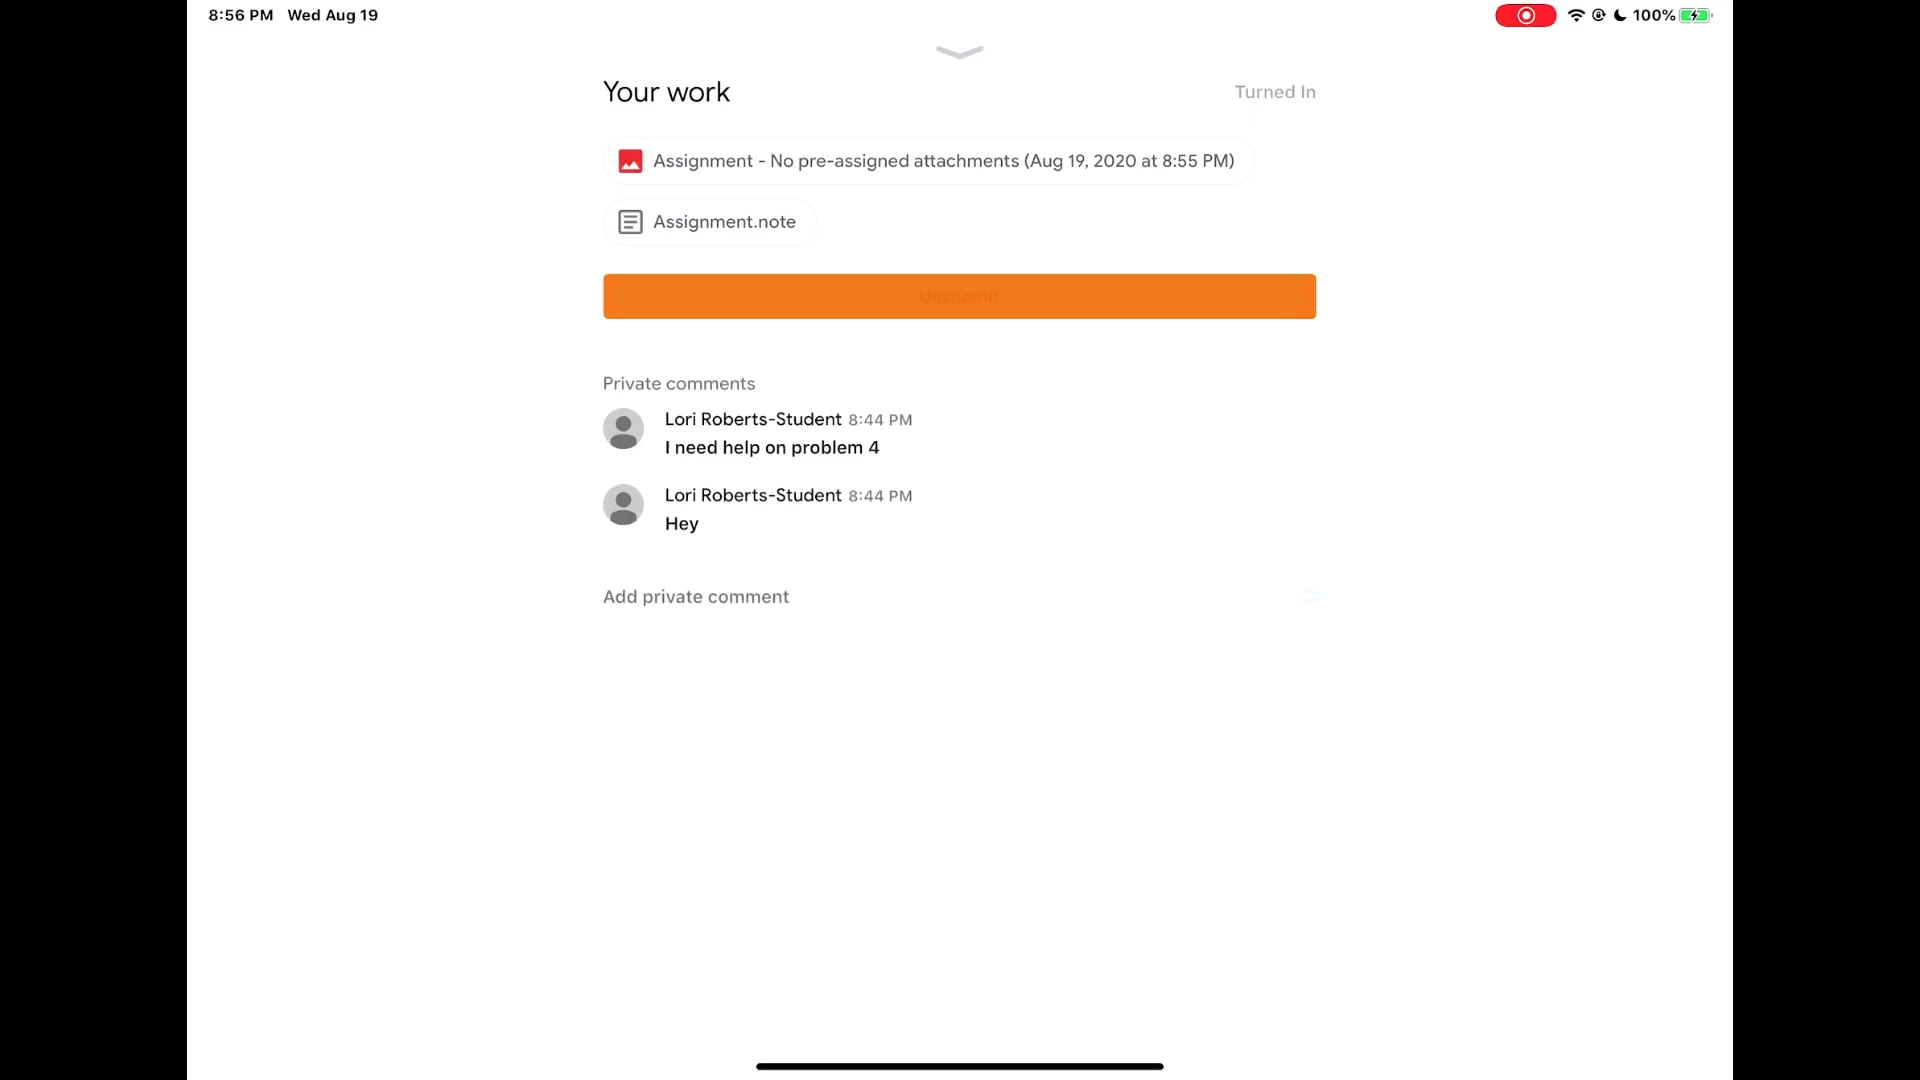 8:56 PM Wed Aug 19
100%
Your work
Turned In
Assignment - No pre-assigned attachments (Aug 19, 2020 at 8:55 PM)
Assignment.note
Unsubmit
Private comments
Lori Roberts-Student 8:44 PM
I need help on problem 4
Lori Roberts-Student 8:44 PM
Hey
Add private comment